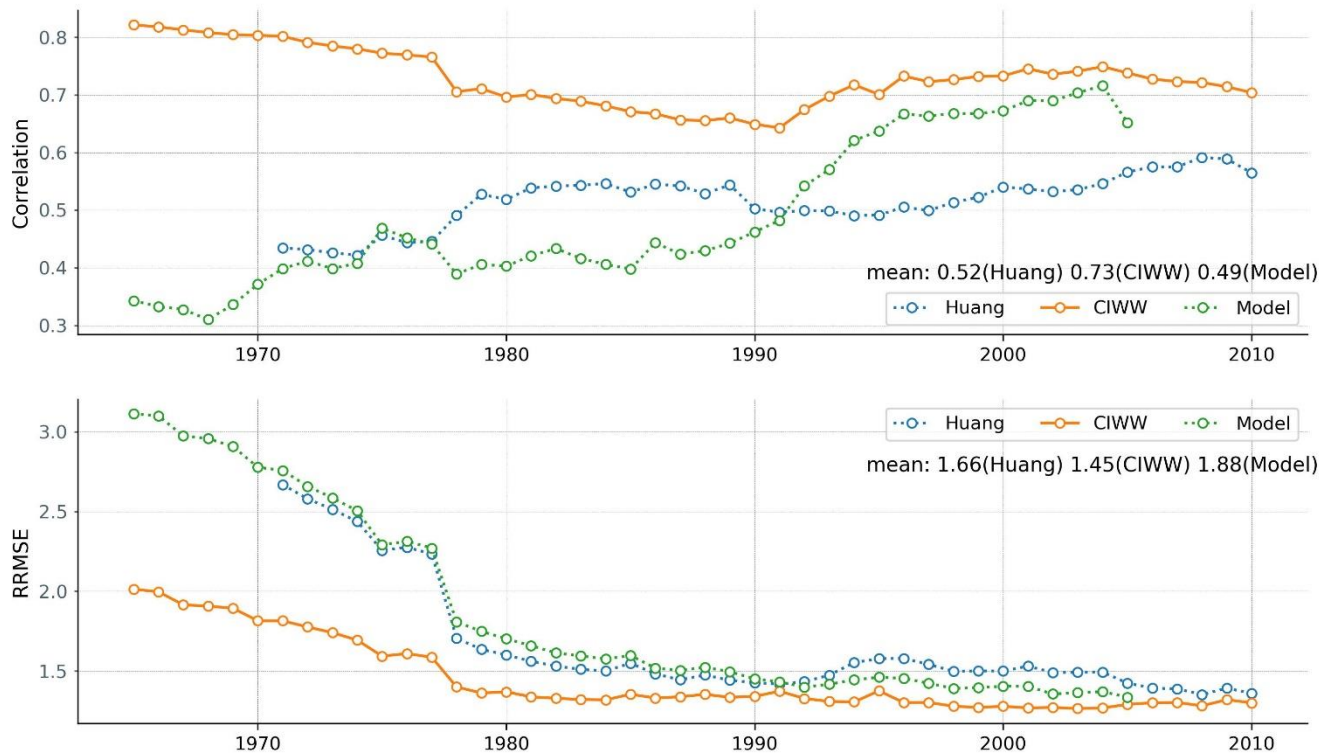 Correlation
0.8
0.7
0.6
0.5
0.4
0.3
mean: 0.52(Huang) 0.73(CIWW) 0.49(Model)
Huang CIWW Model
1970 1980 1990 2000 2010
RRMSE
3.0
2.5
2.0
1.5
Huang CIWW Model
mean: 1.66(Huang) 1.45(CIWW) 1.88(Model)
1970 1980 1990 2000 2010